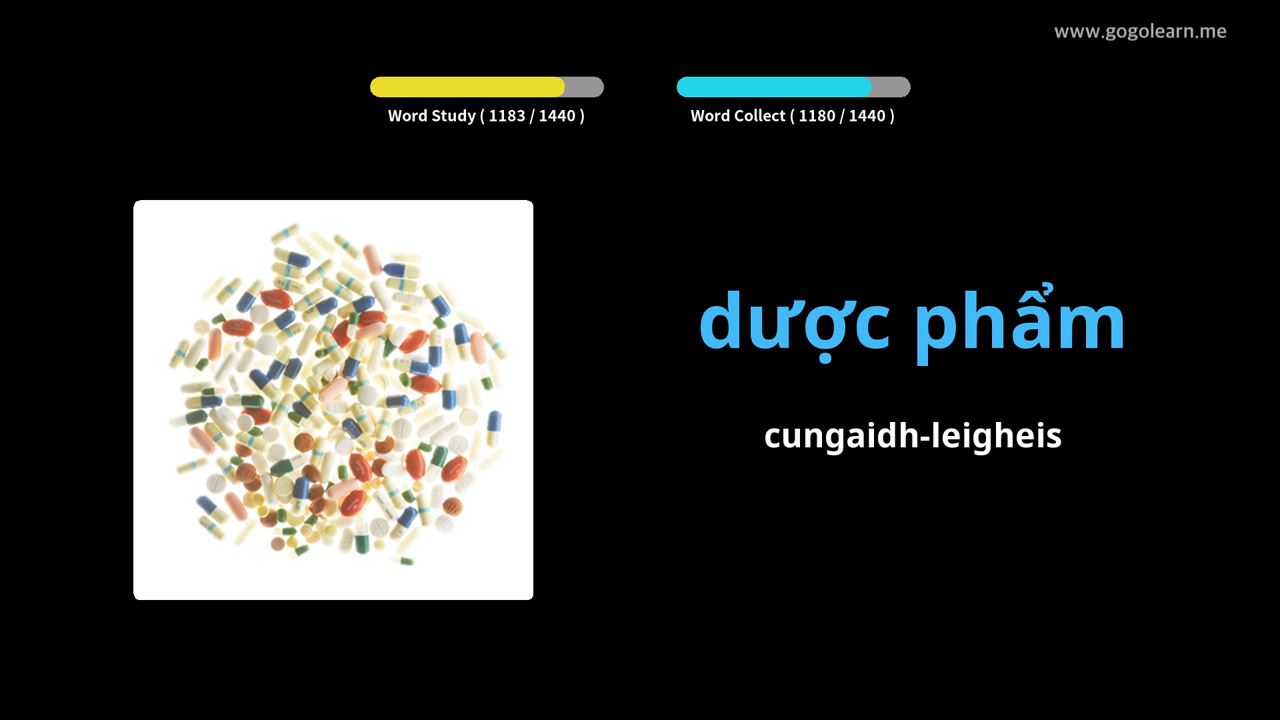 www.gogolearn.me
Word Study ( 1183 / 1440 )
Word Collect ( 1180 / 1440 )
dược phẩm
cungaidh-leigheis